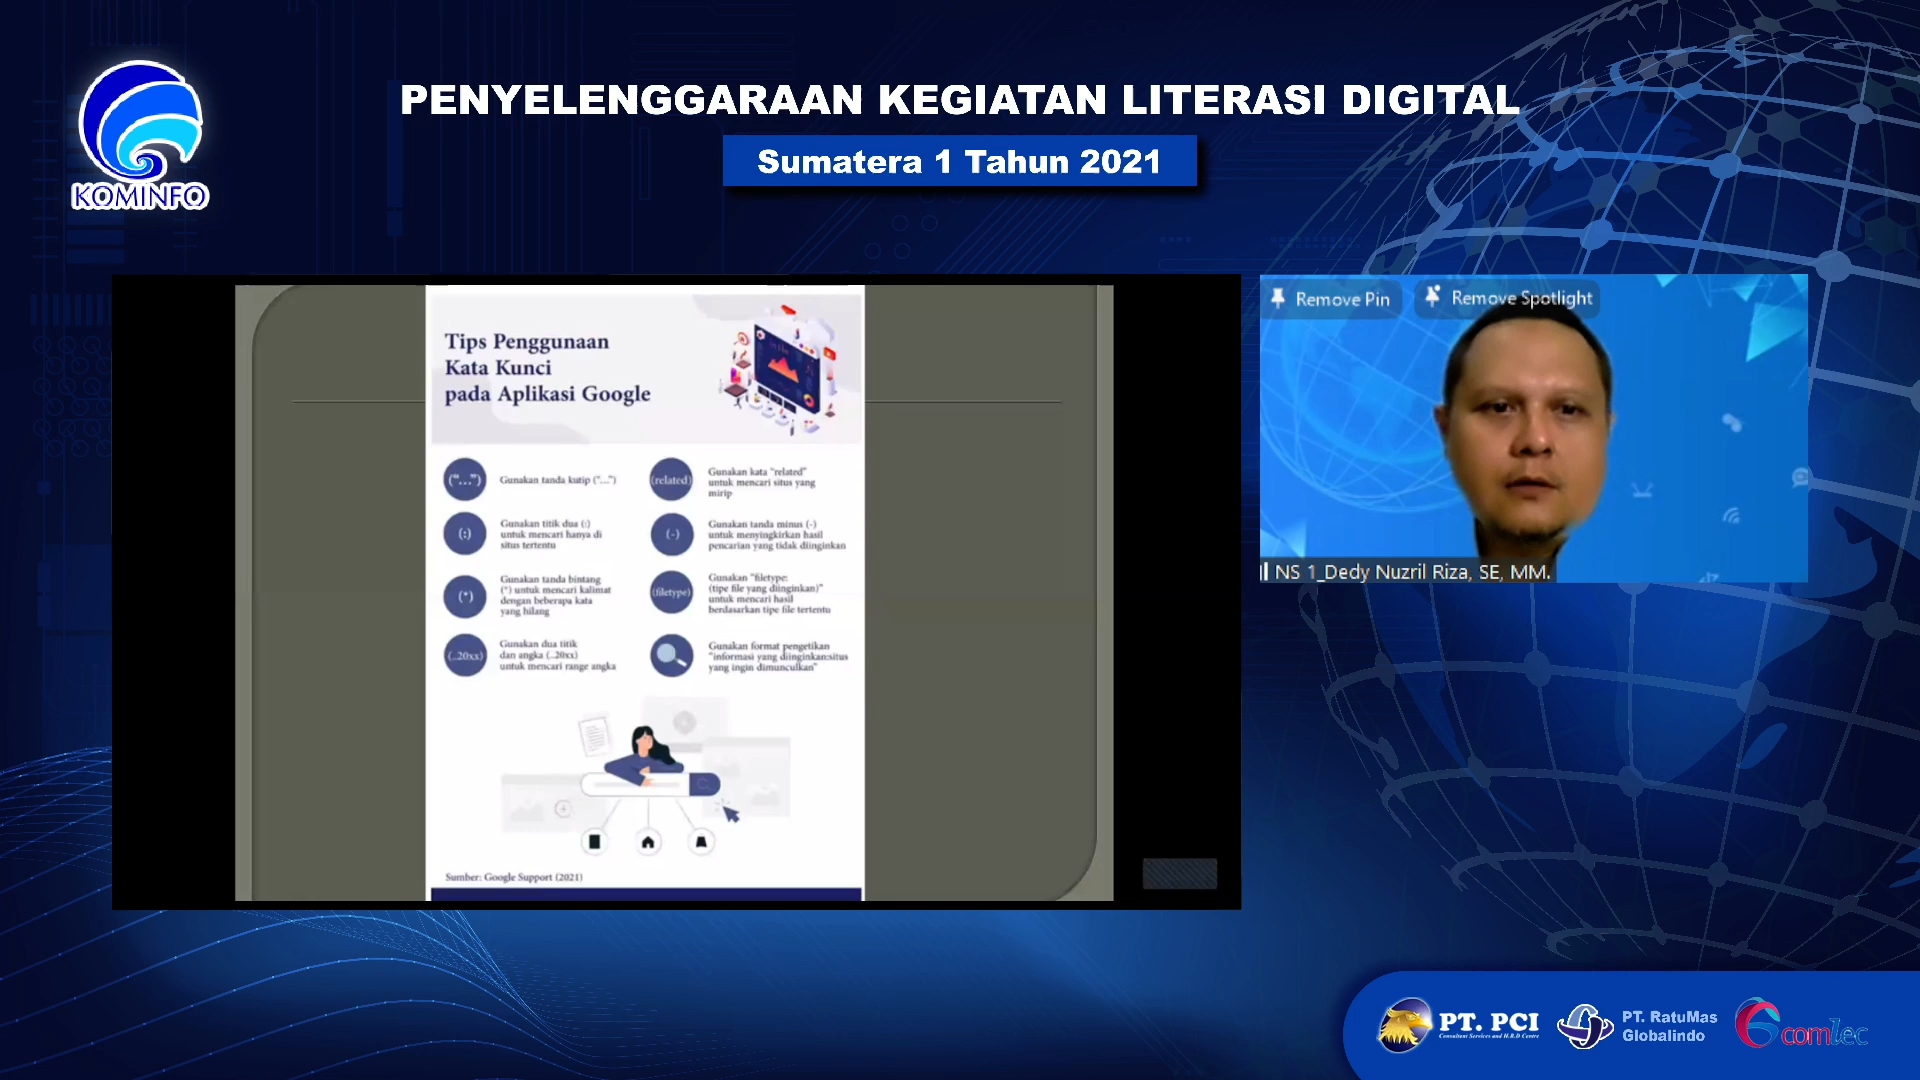 KOMINFO
PENYELENGGARAAN KEGIATAN LITERASI DIGITAL
Sumatera 1 Tahun 2021
Tips Penggunaan
Kata Kunci
pada Aplikasi Google
("...")
Gunakan tanda kutip ("...")
(:)
Gunakan titik dua (:)
untuk mencari hanya di
situs tertentu
(*)
Gunakan tanda bintang
(*) untuk mencari kalimat
dengan beberapa kata
yang hilang
(..20xx)
Gunakan dua titik
dan angka (..20xx)
untuk mencari range angka
(related)
Gunakan kata "related"
untuk mencari situs yang
mirip
(-)
Gunakan tanda minus (-)
untuk menyingkirkan hasil
pencarian yang tidak diinginkan
(filetype)
Gunakan "filetype:
(tipe file yang diinginkan)"
untuk mencari hasil
berdasarkan tipe file tertentu
Gunakan format pengetikan
"informasi yang diinginkan:situs
yang ingin dimunculkan"
Sumber: Google Support (2021)
Remove Pin
Remove Spotlight
NS 1_Dedy Nuzril Riza, SE, MM.
PT. PCI
Consultant Services and H.R.D Centre
PT. RatuMas
Globalindo
comtec